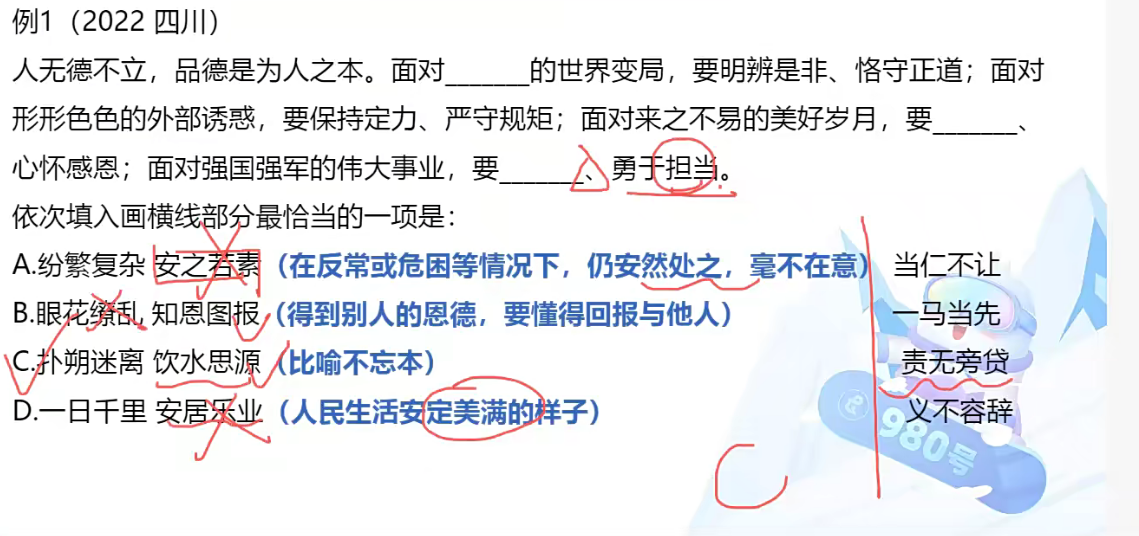 例1（2022 四川）
人无德不立，品德是为人之本。面对______的世界变局，要明辨是非、恪守正道；面对
形形色色的外部诱惑，要保持定力、严守规矩；面对来之不易的美好岁月，要______、
心怀感恩；面对强国强军的伟大事业，要______、勇于担当。
依次填入画横线部分最恰当的一项是：
A.纷繁复杂 安之若素（在反常或危困等情况下，仍安然处之，毫不在意） 当仁不让
B.眼花缭乱 知恩图报（得到别人的恩德，要懂得回报与他人） 一马当先
C.扑朔迷离 饮水思源（比喻不忘本） 责无旁贷
D.一日千里 安居乐业（人民生活安定美满的样子） 义不容辞
980号
C